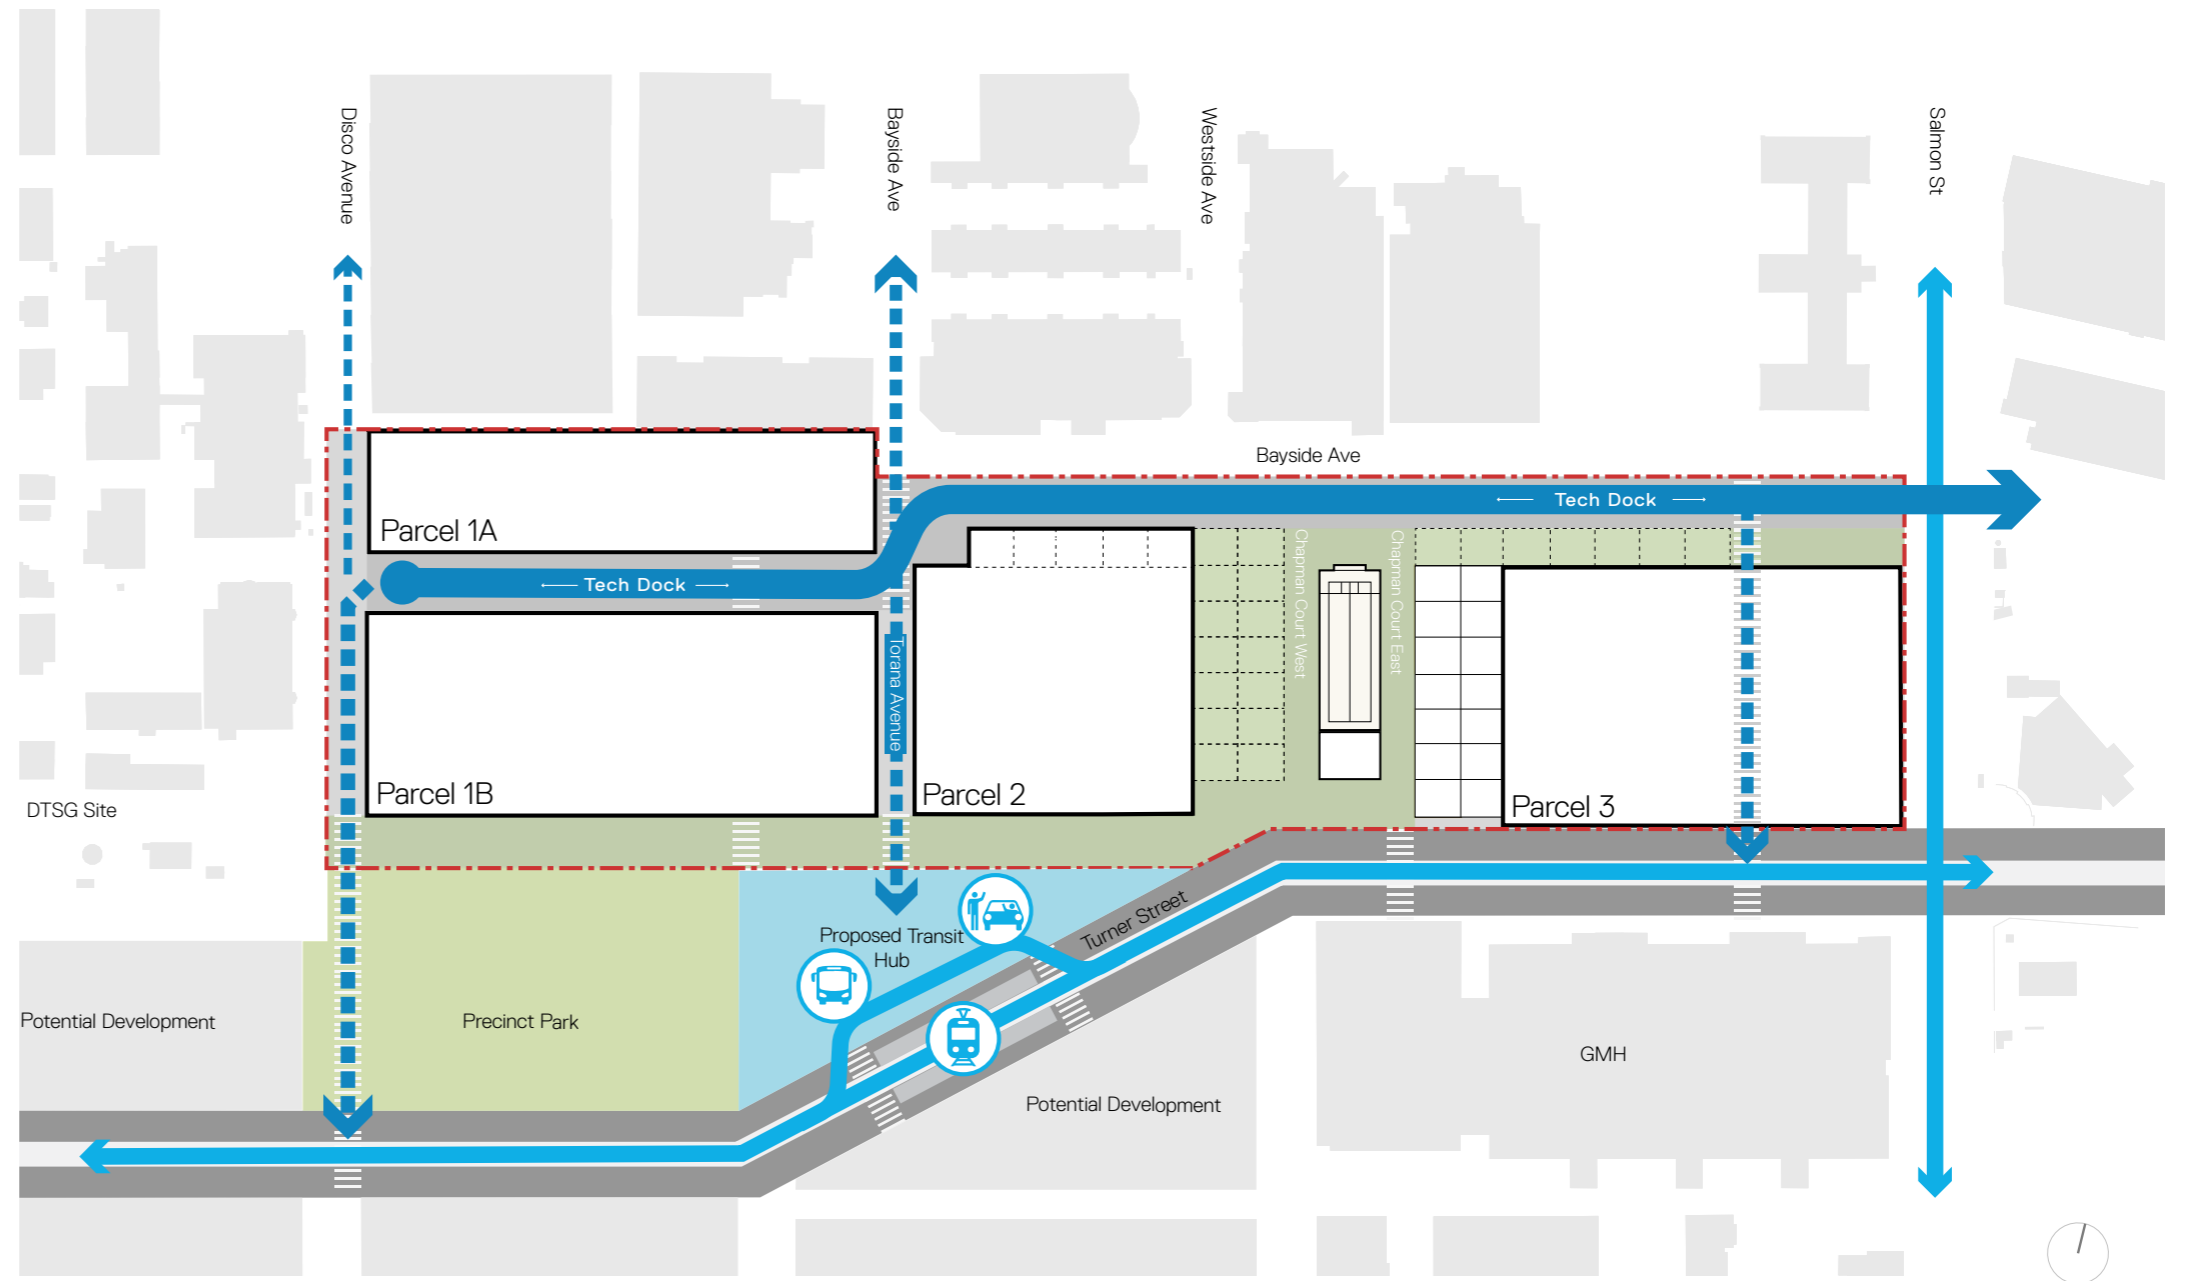 Disco Avenue
Bayside Ave
Westside Ave
Salmon St
Bayside Ave
Tech Dock
Parcel 1A
Tech Dock
Chapman Court West
Chapman Court East
Torana Avenue
Parcel 1B
Parcel 2
Parcel 3
DTSG Site
Turner Street
Proposed Transit
Hub
Potential Development
Precinct Park
GMH
Potential Development